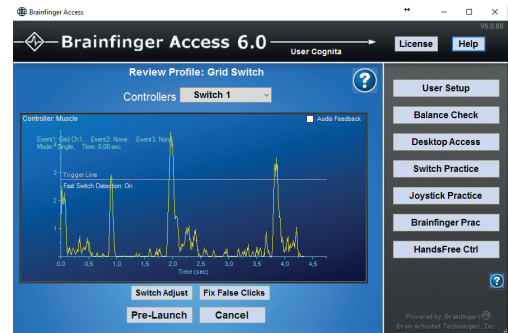 Brainfinger Access
V6.0.50
Brainfinger Access 6.0
User Cognita
License
Help
Review Profile: Grid Switch
?
Controllers
Switch 1
Controller: Muscle
Audio Feedback
Event1: Grid Ch1, Event2: None, Event3: None
Mode: Single, Time: 0.00 sec
4
3
2
1
Trigger Line
Fast Switch Detection: On
0.0 0.5 1.0 1.5 2.0 2.5 3.0 3.5 4.0 4.5
Time (sec)
Switch Adjust
Fix False Clicks
Pre-Launch
Cancel
User Setup
Balance Check
Desktop Access
Switch Practice
Joystick Practice
Brainfinger Prac
HandsFree Ctrl
?
Powered by Brainfingers
Brain Actuated Technologies, Inc